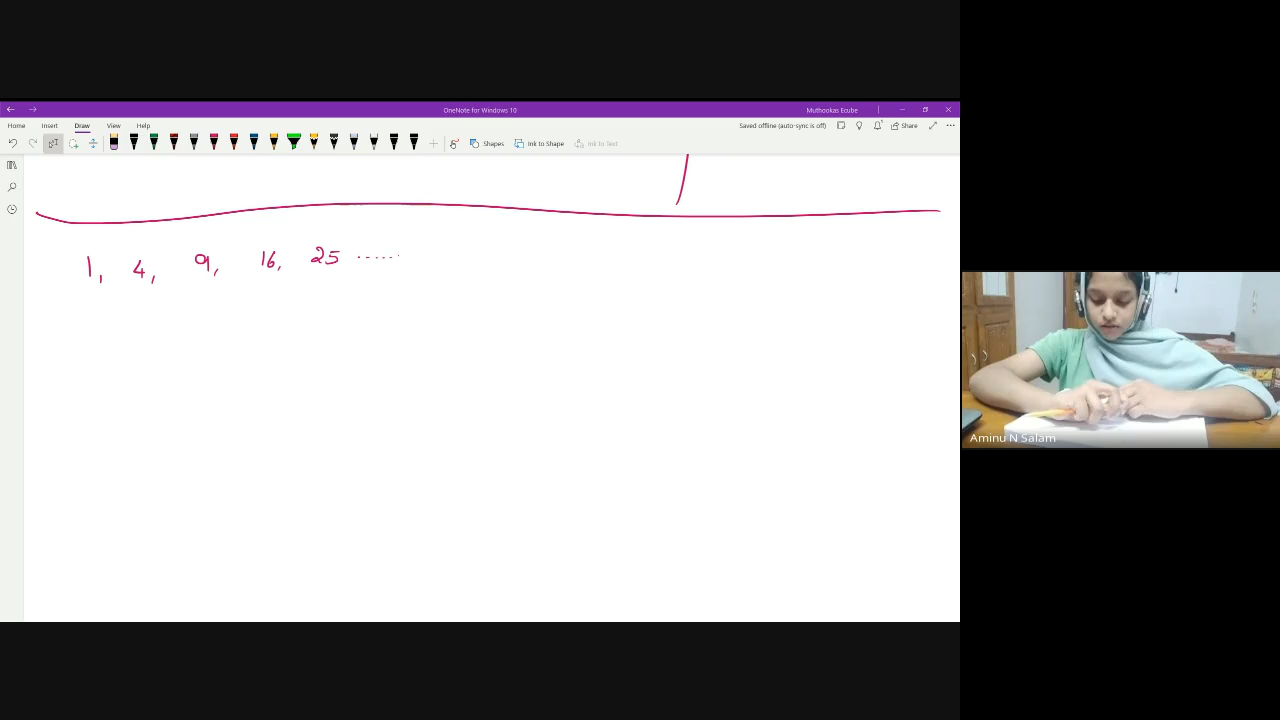 OneNote for Windows 10
Muthookas Ecube
Home Insert Draw View Help
Saved offline (auto-sync is off) Share
Shapes Ink to Shape Ink to Text
1, 4, 9, 16, 25 ......
Aminu N Salam